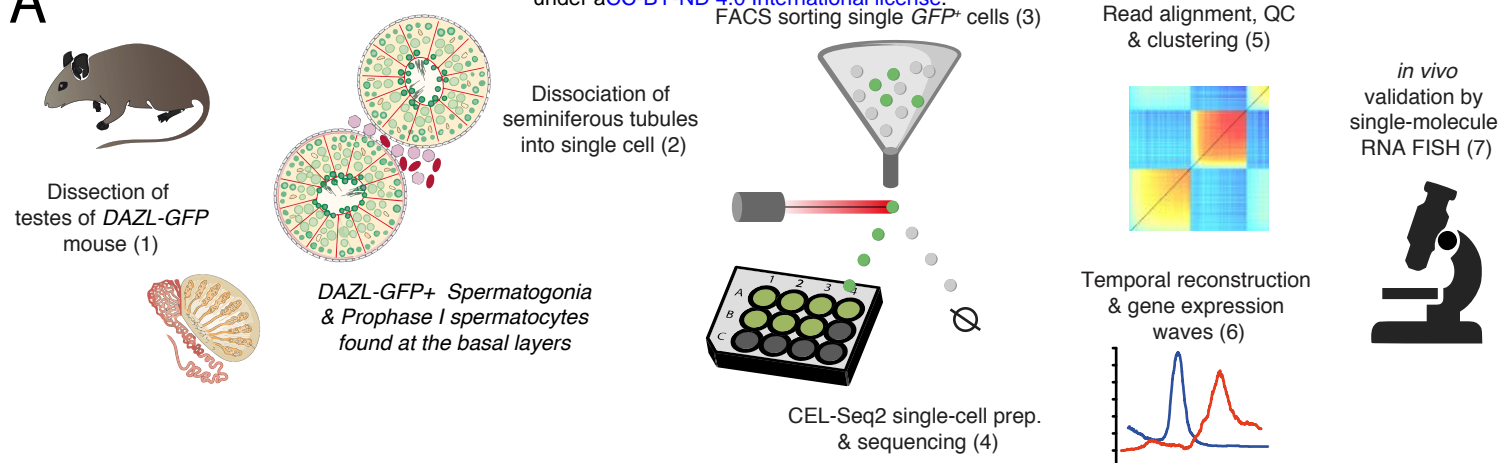 A
under aCC-BY-ND 4.0 International license.
Dissection of
testes of DAZL-GFP
mouse (1)
Dissociation of
seminiferous tubules
into single cell (2)
DAZL-GFP+ Spermatogonia
& Prophase I spermatocytes
found at the basal layers
FACS sorting single GFP+ cells (3)
1 2 3 4
A
B
C
CEL-Seq2 single-cell prep.
& sequencing (4)
Read alignment, QC
& clustering (5)
Temporal reconstruction
& gene expression
waves (6)
in vivo
validation by
single-molecule
RNA FISH (7)